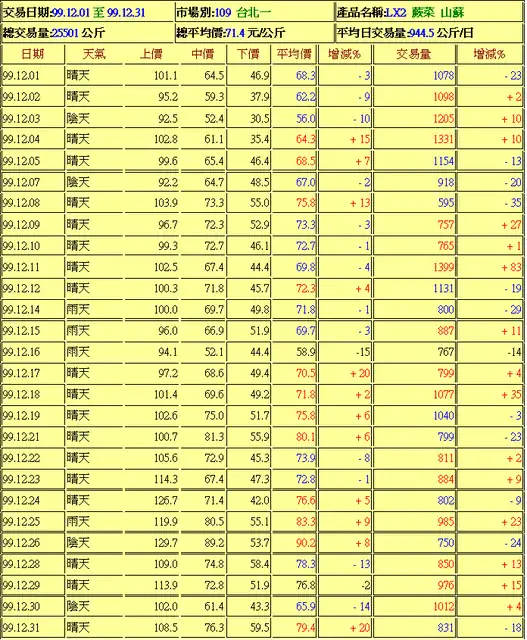 交易日期:99.12.01 至 99.12.31 市場別:109 台北一 產品名稱:LX2 蕨菜 山蘇
總交易量:25501 公斤 總平均價:71.4 元/公斤 平均日交易量:944.5 公斤/日
日期 天氣 上價 中價 下價 平均價 增減% 交易量 增減%
99.12.01 晴天 101.1 64.5 46.9 68.3 - 3 1078 - 23
99.12.02 晴天 95.2 59.3 37.9 62.2 - 9 1098 + 2
99.12.03 陰天 92.5 52.4 30.5 56.0 - 10 1205 + 10
99.12.04 晴天 102.8 61.1 35.4 64.3 + 15 1331 + 10
99.12.05 晴天 99.6 65.4 46.4 68.5 + 7 1154 - 13
99.12.07 陰天 92.2 64.7 48.5 67.0 - 2 918 - 20
99.12.08 晴天 103.9 73.3 55.0 75.8 + 13 595 - 35
99.12.09 晴天 96.7 72.3 52.9 73.3 - 3 757 + 27
99.12.10 晴天 99.3 72.7 46.1 72.7 - 1 765 + 1
99.12.11 晴天 102.5 67.4 44.4 69.8 - 4 1399 + 83
99.12.12 晴天 100.3 71.8 45.7 72.3 + 4 1131 - 19
99.12.14 雨天 100.0 69.7 49.8 71.8 - 1 800 - 29
99.12.15 雨天 96.0 66.9 51.9 69.7 - 3 887 + 11
99.12.16 雨天 94.1 52.1 44.4 58.9 -15 767 -14
99.12.17 晴天 97.2 68.6 49.4 70.5 + 20 799 + 4
99.12.18 晴天 101.4 69.6 49.2 71.8 + 2 1077 + 35
99.12.19 晴天 102.6 75.0 51.7 75.8 + 6 1040 - 3
99.12.21 晴天 100.7 81.3 55.9 80.1 + 6 799 - 23
99.12.22 晴天 105.6 72.9 45.3 73.9 - 8 811 + 2
99.12.23 晴天 114.3 67.4 47.3 72.8 - 1 884 + 9
99.12.24 晴天 126.7 71.4 42.0 76.6 + 5 802 - 9
99.12.25 雨天 119.9 80.5 55.1 83.3 + 9 985 + 23
99.12.26 陰天 129.7 89.2 53.7 90.2 + 8 750 - 24
99.12.28 晴天 109.0 74.8 58.4 78.3 - 13 850 + 13
99.12.29 晴天 113.9 72.8 51.9 76.8 -2 976 + 15
99.12.30 陰天 102.0 61.4 43.3 65.9 - 14 1012 + 4
99.12.31 晴天 108.5 76.3 59.5 79.4 + 20 831 - 18